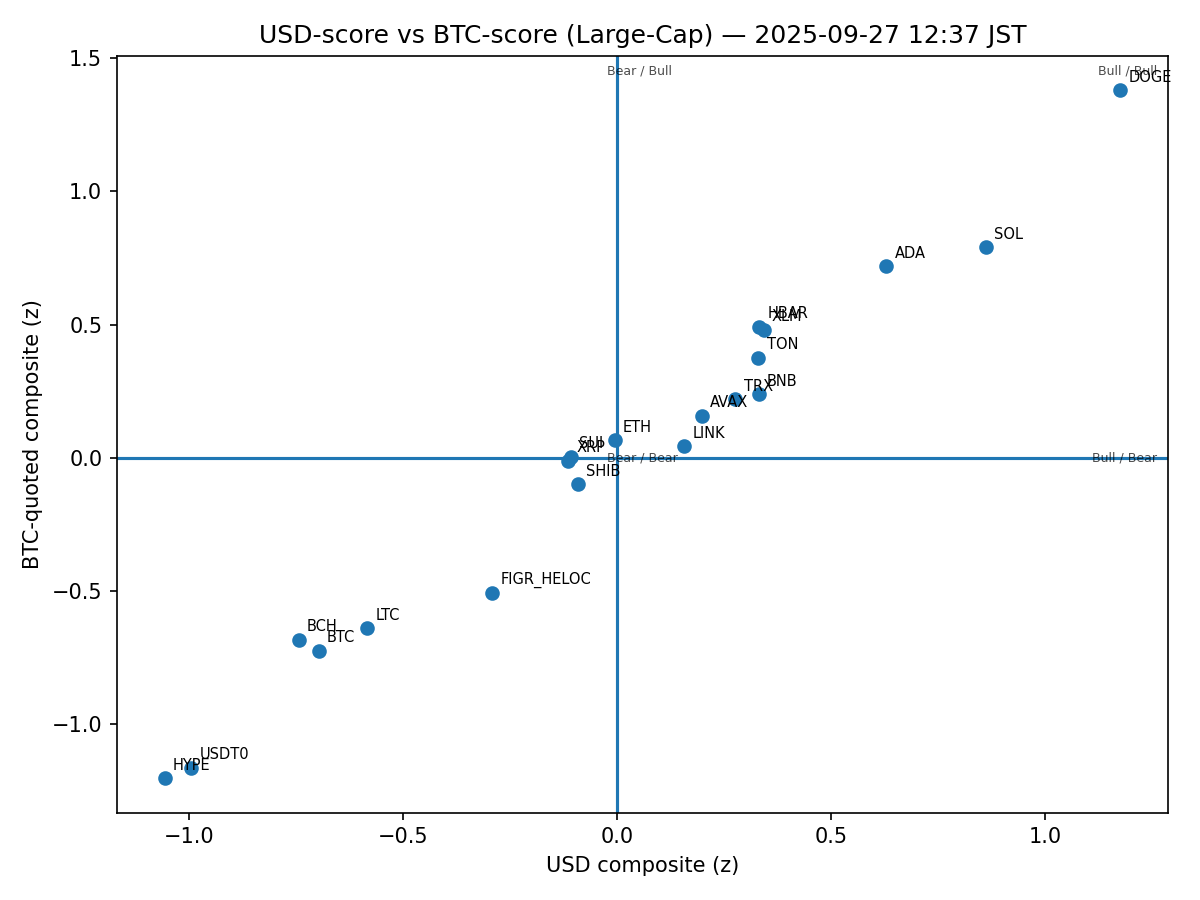 USD-score vs BTC-score (Large-Cap) — 2025-09-27 12:37 JST
1.5
Bear / Bull
Bull / Bull
DOGE
1.0
SOL
ADA
0.5
HBAR
XLM
TON
BNB
TRX
AVAX
ETH
LINK
SUI
XRP
0.0
Bear / Bear
Bull / Bear
SHIB
−0.5
FIGR_HELOC
LTC
BCH
BTC
−1.0
USDT0
HYPE
−1.0
−0.5
0.0
0.5
1.0
USD composite (z)
BTC-quoted composite (z)